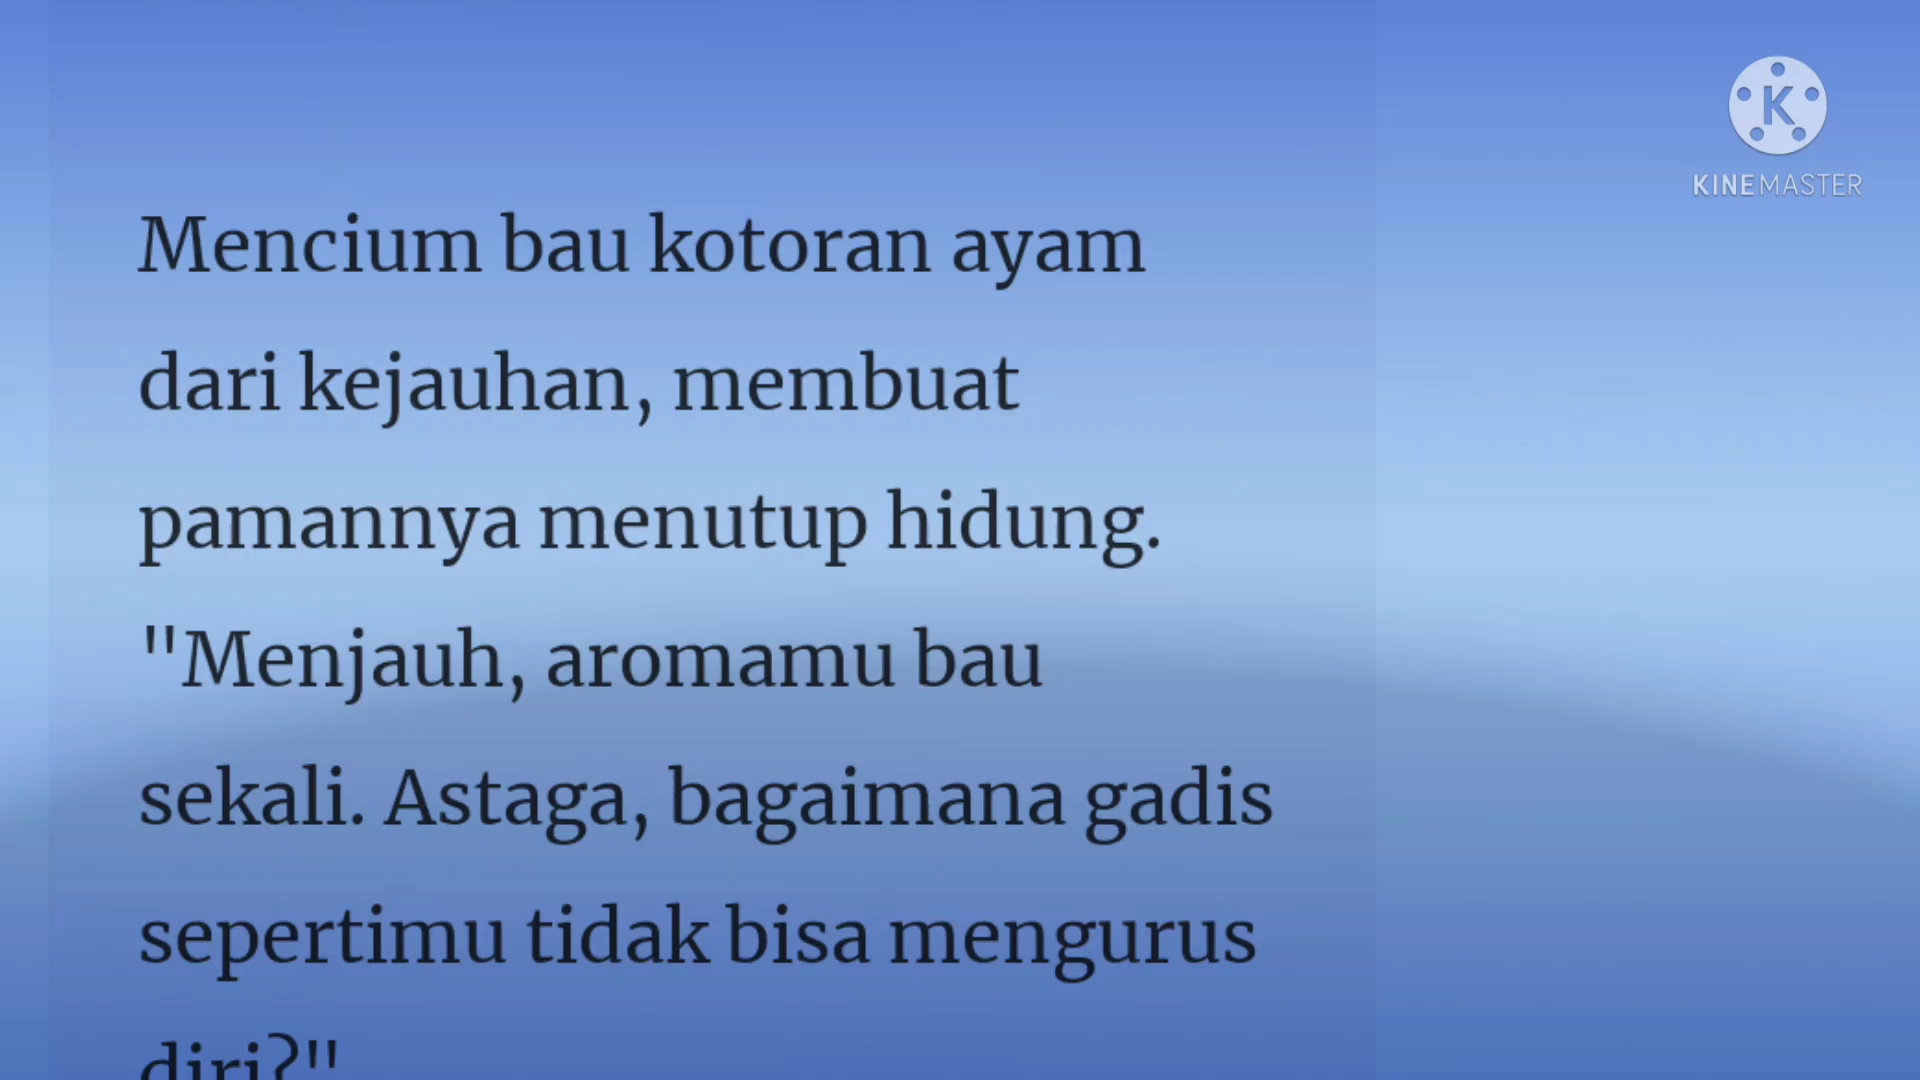 Mencium bau kotoran ayam
dari kejauhan, membuat
pamannya menutup hidung.
"Menjauh, aromamu bau
sekali. Astaga, bagaimana gadis
sepertimu tidak bisa mengurus
diri?"
K
KINEMASTER